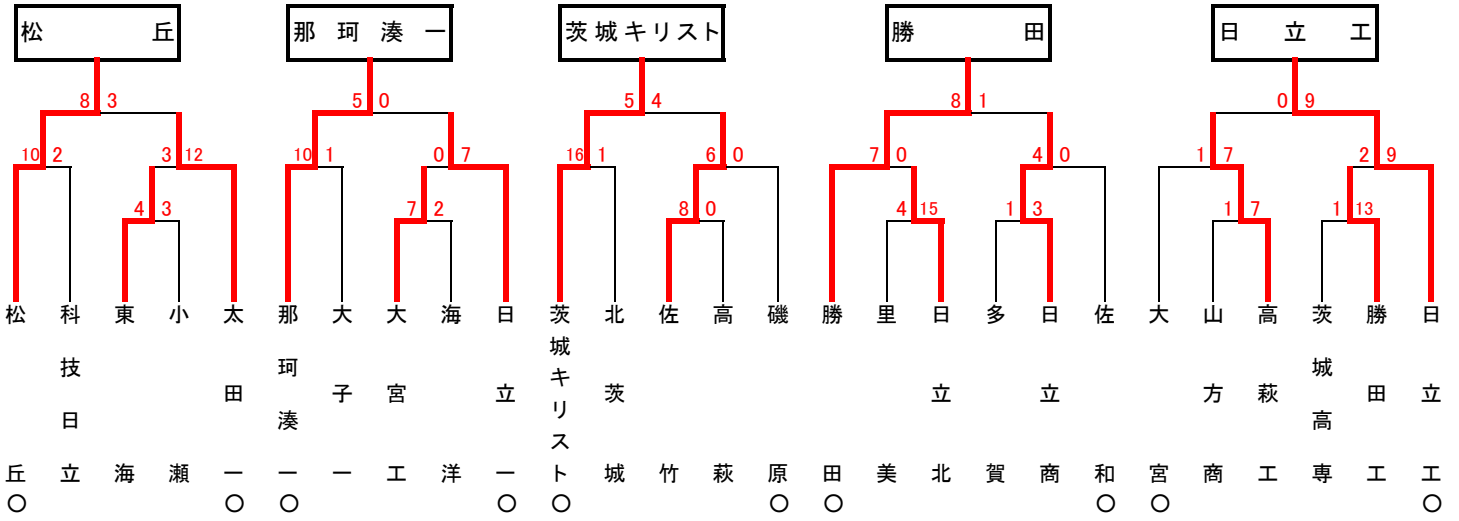 松丘
那珂湊一
茨城キリスト
勝田
日立工
8 3
5 0
5 4
8 1
0 9
10 2
3 12
10 1
0 7
16 1
6 0
7 0
4 0
1 7
2 9
4 3
7 2
8 0
4 15
1 3
1 7
1 13
松丘
科技日立
東海
小瀬
太田一
那珂湊一
大子一
大宮工
海洋
日立一
茨城キリスト
北茨城
佐竹
高萩
磯原
勝田
里美
日立北
多賀
日立商
佐和
大宮
山方商
高萩工
茨城高専
勝田工
日立工
○ ○ ○ ○ ○ ○ ○ ○ ○ ○